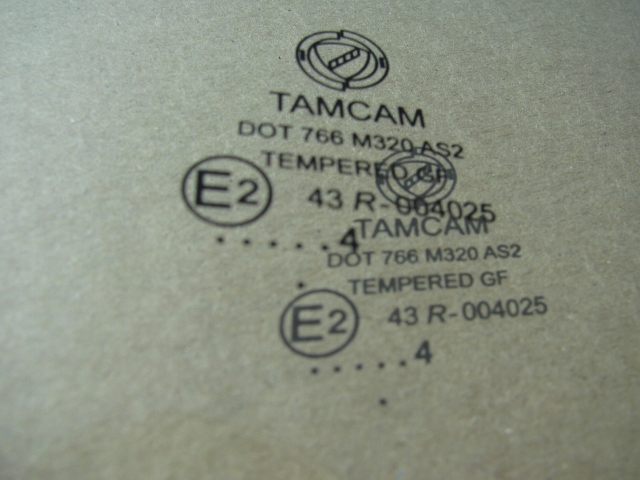 TAMCAM
DOT 766 M320 AS2
TEMPERED GF
E2 43 R-004025
. . . . . 4
.
TAMCAM
DOT 766 M320 AS2
TEMPERED GF
E2 43 R-004025
. . . . . 4
.